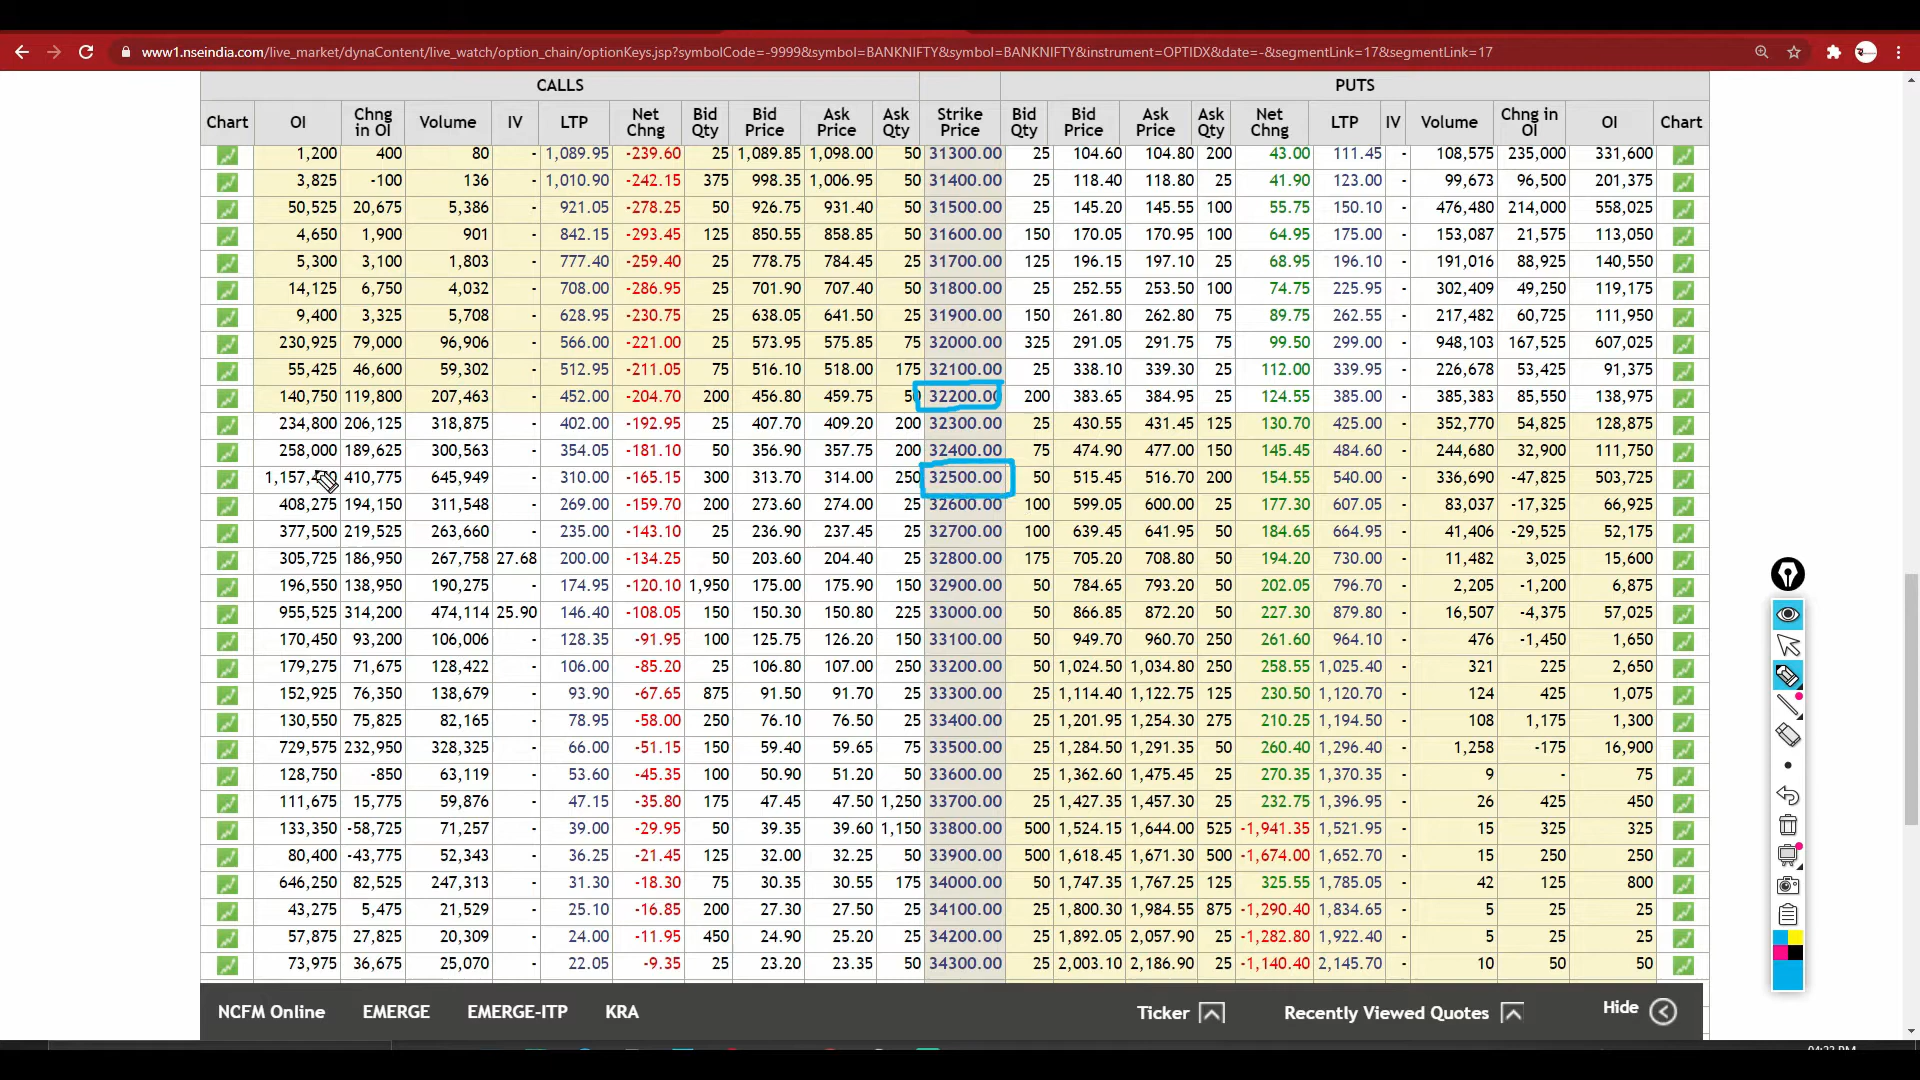 www1.nseindia.com/live_market/dynaContent/live_watch/option_chain/optionKeys.jsp?symbolCode=-9999&symbol=BANKNIFTY&symbol=BANKNIFTY&instrument=OPTIDX&date=-&segmentLink=17&segmentLink=17
CALLS PUTS
Chart OI Chng in OI Volume IV LTP Net Chng Bid Qty Bid Price Ask Price Ask Qty Strike Price Bid Qty Bid Price Ask Price Ask Qty Net Chng LTP IV Volume Chng in OI OI Chart
1,200 400 80 - 1,089.95 -239.60 25 1,089.85 1,098.00 50 31300.00 25 104.60 104.80 200 43.00 111.45 - 108,575 235,000 331,600
3,825 -100 136 - 1,010.90 -242.15 375 998.35 1,006.95 50 31400.00 25 118.40 118.80 25 41.90 123.00 - 99,673 96,500 201,375
50,525 20,675 5,386 - 921.05 -278.25 50 926.75 931.40 50 31500.00 25 145.20 145.55 100 55.75 150.10 - 476,480 214,000 558,025
4,650 1,900 901 - 842.15 -293.45 125 850.55 858.85 50 31600.00 150 170.05 170.95 100 64.95 175.00 - 153,087 21,575 113,050
5,300 3,100 1,803 - 777.40 -259.40 25 778.75 784.45 25 31700.00 125 196.15 197.10 25 68.95 196.10 - 191,016 88,925 140,550
14,125 6,750 4,032 - 708.00 -286.95 25 701.90 707.40 50 31800.00 25 252.55 253.50 100 74.75 225.95 - 302,409 49,250 119,175
9,400 3,325 5,708 - 628.95 -230.75 25 638.05 641.50 25 31900.00 150 261.80 262.80 75 89.75 262.55 - 217,482 60,725 111,950
230,925 79,000 96,906 - 566.00 -221.00 25 573.95 575.85 75 32000.00 325 291.05 291.75 75 99.50 299.00 - 948,103 167,525 607,025
55,425 46,600 59,302 - 512.95 -211.05 75 516.10 518.00 175 32100.00 25 338.10 339.30 25 112.00 339.95 - 226,678 53,425 91,375
140,750 119,800 207,463 - 452.00 -204.70 200 456.80 459.75 50 32200.00 200 383.65 384.95 25 124.55 385.00 - 385,383 85,550 138,975
234,800 206,125 318,875 - 402.00 -192.95 25 407.70 409.20 200 32300.00 25 430.55 431.45 125 130.70 425.00 - 352,770 54,825 128,875
258,000 189,625 300,563 - 354.05 -181.10 50 356.90 357.75 200 32400.00 75 474.90 477.00 150 145.45 484.60 - 244,680 32,900 111,750
410,775 645,949 - 310.00 -165.15 300 313.70 314.00 250 32500.00 50 515.45 516.70 200 154.55 540.00 - 336,690 -47,825 503,725
408,275 194,150 311,548 - 269.00 -159.70 200 273.60 274.00 25 32600.00 100 599.05 600.00 25 177.30 607.05 - 83,037 -17,325 66,925
377,500 219,525 263,660 - 235.00 -143.10 25 236.90 237.45 25 32700.00 100 639.45 641.95 50 184.65 664.95 - 41,406 -29,525 52,175
305,725 186,950 267,758 27.68 200.00 -134.25 50 203.60 204.40 25 32800.00 175 705.20 708.80 50 194.20 730.00 - 11,482 3,025 15,600
196,550 138,950 190,275 - 174.95 -120.10 1,950 175.00 175.90 150 32900.00 50 784.65 793.20 50 202.05 796.70 - 2,205 -1,200 6,875
955,525 314,200 474,114 25.90 146.40 -108.05 150 150.30 150.80 225 33000.00 50 866.85 872.20 50 227.30 879.80 - 16,507 -4,375 57,025
170,450 93,200 106,006 - 128.35 -91.95 100 125.75 126.20 150 33100.00 50 949.70 960.70 250 261.60 964.10 - 476 -1,450 1,650
179,275 71,675 128,422 - 106.00 -85.20 25 106.80 107.00 250 33200.00 50 1,024.50 1,034.80 50 258.55 1,025.40 - 321 225 2,650
152,925 76,350 138,679 - 93.90 -67.65 875 91.50 91.70 25 33300.00 50 1,114.40 1,122.75 125 230.50 1,120.70 - 124 425 1,075
130,550 75,825 82,165 - 78.95 -58.00 250 76.10 76.50 25 33400.00 50 1,201.95 1,254.30 275 210.25 1,194.50 - 108 1,175 1,300
729,575 232,950 328,325 - 66.00 -51.15 150 59.40 59.65 75 33500.00 25 1,284.50 1,291.35 50 260.40 1,296.40 - 1,258 -175 16,900
128,750 -850 63,119 - 53.60 -45.35 100 50.90 51.20 50 33600.00 25 1,362.60 1,475.45 25 270.35 1,370.35 - 9 - 75
111,675 15,775 59,876 - 47.15 -35.80 175 47.45 47.50 1,250 33700.00 25 1,427.35 1,457.30 25 232.75 1,396.95 - 26 425 450
133,350 -58,725 71,257 - 39.00 -29.95 50 39.35 39.60 1,150 33800.00 500 1,524.15 1,644.00 525 -1,941.35 1,521.95 - 15 325 325
80,400 -43,775 52,343 - 36.25 -21.45 125 32.00 32.25 50 33900.00 500 1,618.45 1,671.30 500 -1,674.00 1,652.70 - 15 250 250
646,250 82,525 247,313 - 31.30 -18.30 75 30.35 30.55 175 34000.00 50 1,747.35 1,767.25 125 325.55 1,785.05 - 42 125 800
43,275 5,475 21,529 - 25.10 -16.85 200 27.30 27.50 25 34100.00 25 1,800.30 1,984.55 875 -1,290.40 1,834.65 - 5 25 25
57,875 27,825 20,309 - 24.00 -11.95 450 24.90 25.20 25 34200.00 25 1,892.05 2,057.90 25 -1,282.80 1,922.40 - 5 25 25
73,975 36,675 25,070 - 22.05 -9.35 25 23.20 23.35 50 34300.00 25 2,003.10 2,186.90 25 -1,140.40 2,145.70 - 10 50 50
NCFM Online EMERGE EMERGE-ITP KRA Ticker Recently Viewed Quotes Hide